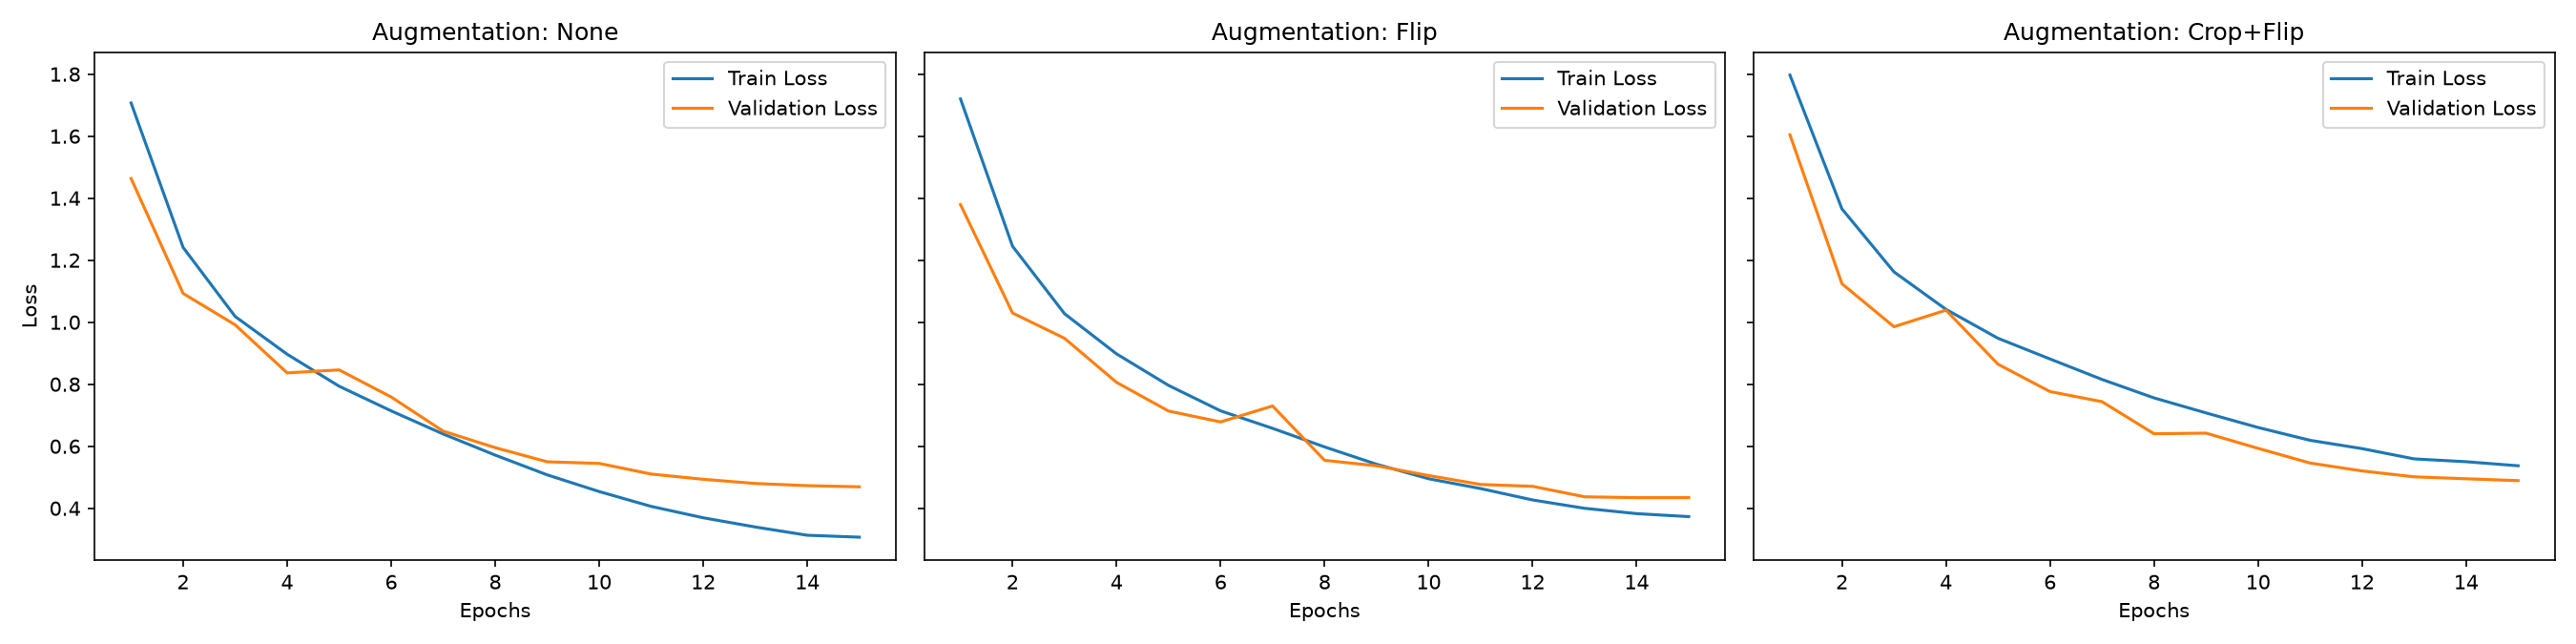 Augmentation: None
Train Loss
Validation Loss
Loss
1.8
1.6
1.4
1.2
1.0
0.8
0.6
0.4
2 4 6 8 10 12 14
Epochs
Augmentation: Flip
Train Loss
Validation Loss
2 4 6 8 10 12 14
Epochs
Augmentation: Crop+Flip
Train Loss
Validation Loss
2 4 6 8 10 12 14
Epochs